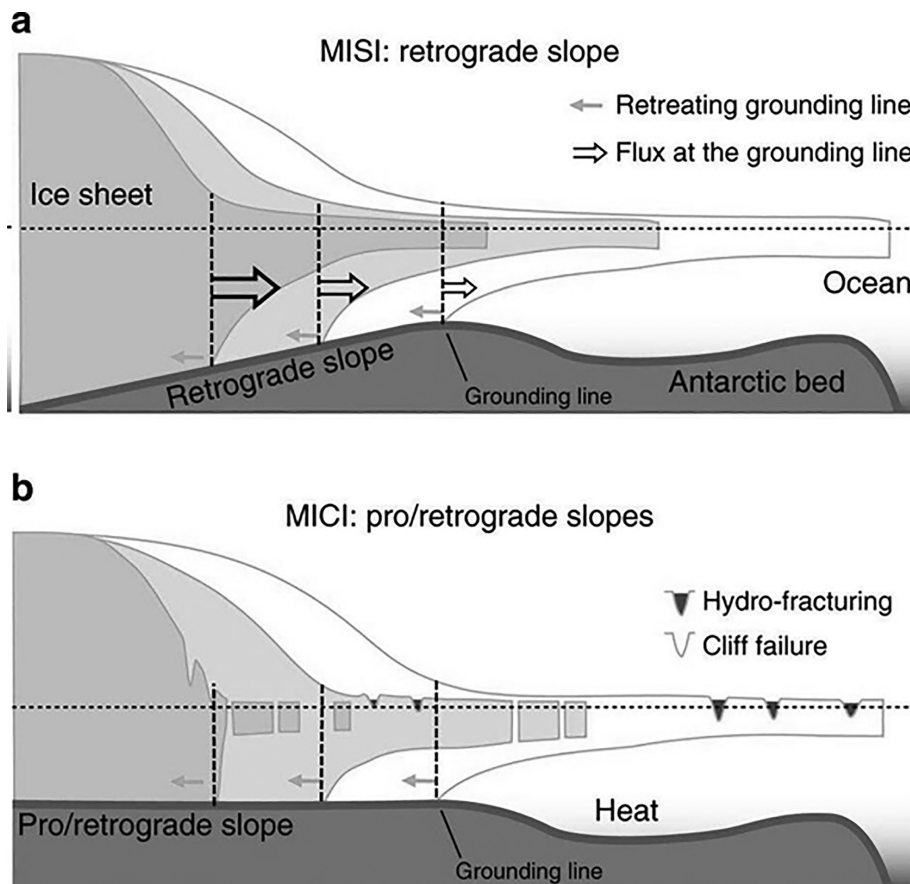 a
MISI: retrograde slope
Retreating grounding line
Flux at the grounding line
Ice sheet
Ocean
Retrograde slope
Grounding line
Antarctic bed
b
MICI: pro/retrograde slopes
Hydro-fracturing
Cliff failure
Pro/retrograde slope
Heat
Grounding line